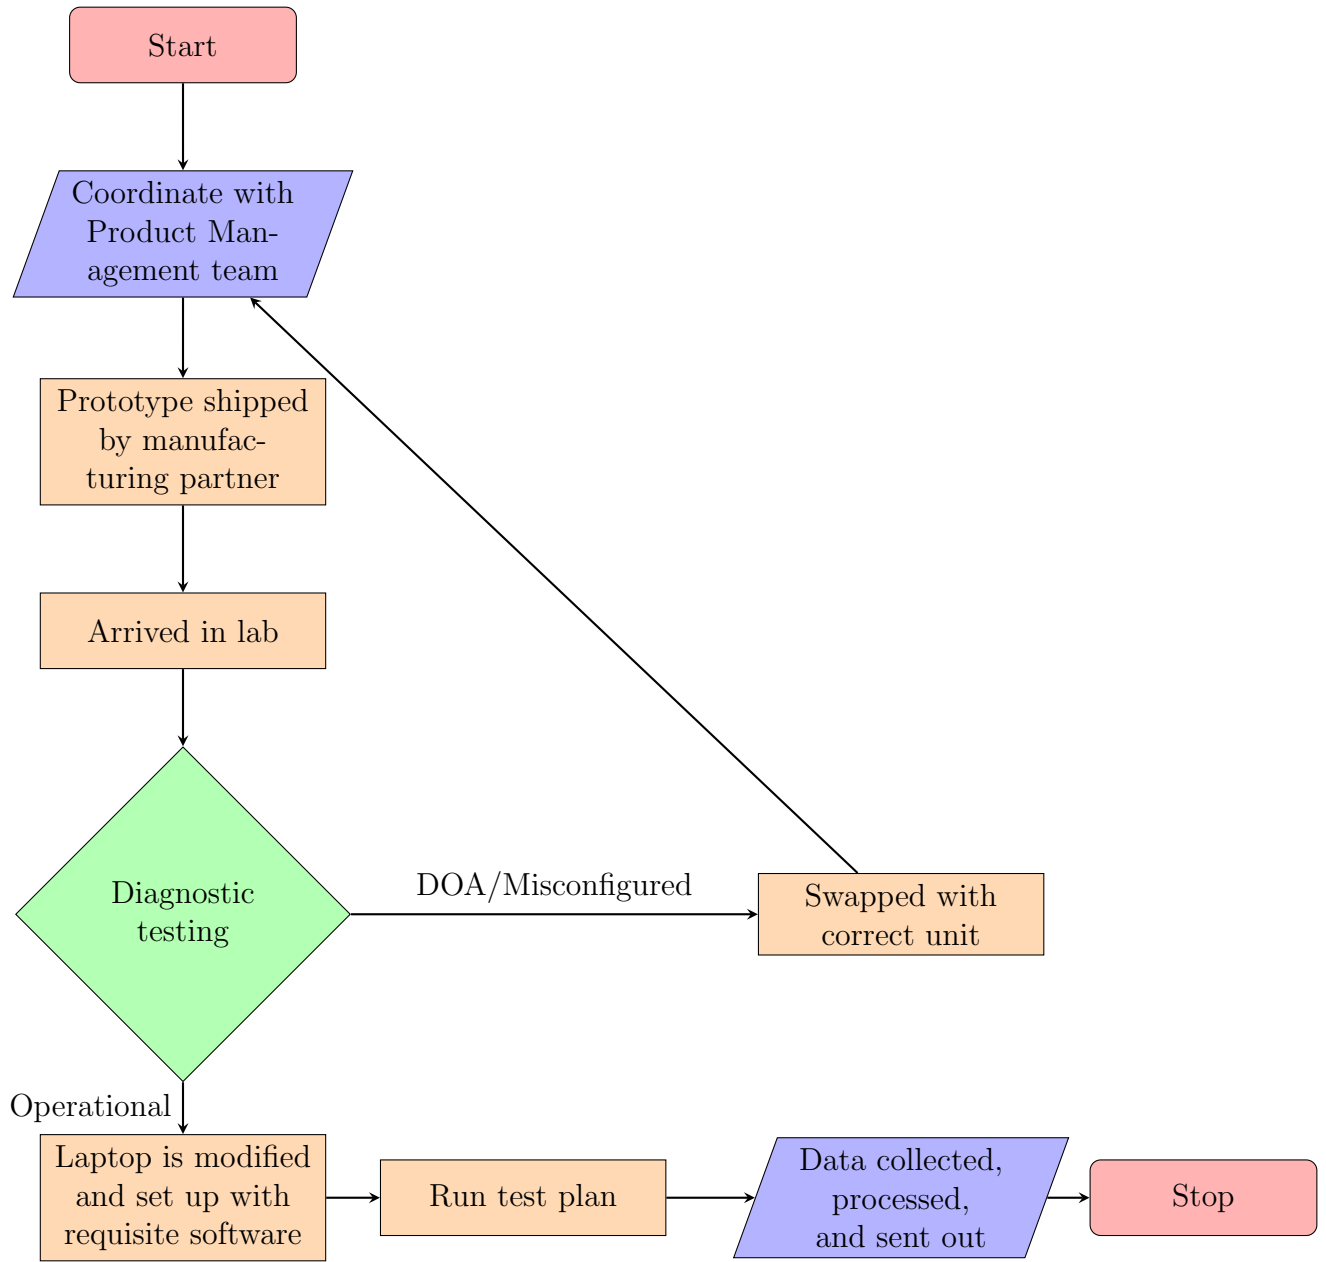 Start
Coordinate with
Product Man-
agement team
Prototype shipped
by manufac-
turing partner
Arrived in lab
Diagnostic
testing
DOA/Misconfigured
Swapped with
correct unit
Operational
Laptop is modified
and set up with
requisite software
Run test plan
Data collected,
processed,
and sent out
Stop